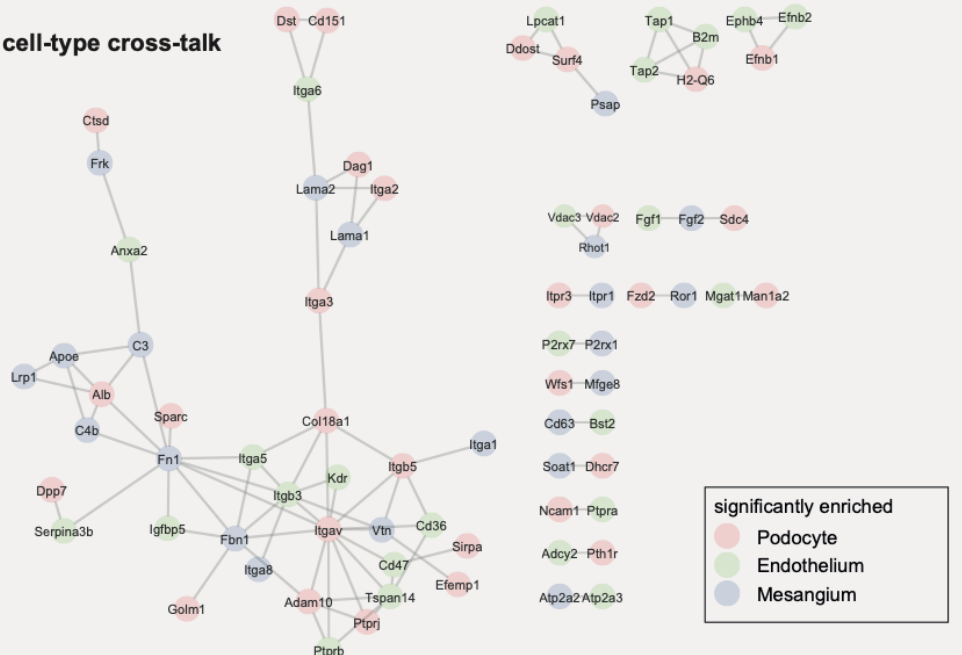 Dst Cd151
Lpcat1
Tap1
Ephb4 Efnb2
cell-type cross-talk
B2m
Ddost
Surf4
Efnb1
Tap2
H2-Q6
Itga6
Psap
Ctsd
Frk
Dag1
Lama2
Itga2
Vdac3 Vdac2
Fgf1 Fgf2 Sdc4
Lama1
Rhot1
Anxa2
Itga3
Itpr3 Itpr1
Fzd2 Ror1
Mgat1 Man1a2
C3
P2rx7 P2rx1
Apoe
Lrp1
Wfs1 Mfge8
Alb
Sparc
Col18a1
Cd63 Bst2
C4b
Itga1
Fn1
Itga5
Itgb5
Soat1 Dhcr7
Kdr
Dpp7
Itgb3
significantly enriched
Ncam1 Ptpra
Serpina3b
Igfbp5
Fbn1
Itgav
Vtn
Cd36
Podocyte
Sirpa
Adcy2 Pth1r
Endothelium
Itga8
Cd47
Efemp1
Mesangium
Golm1
Adam10
Tspan14
Atp2a2 Atp2a3
Ptprj
Ptprb